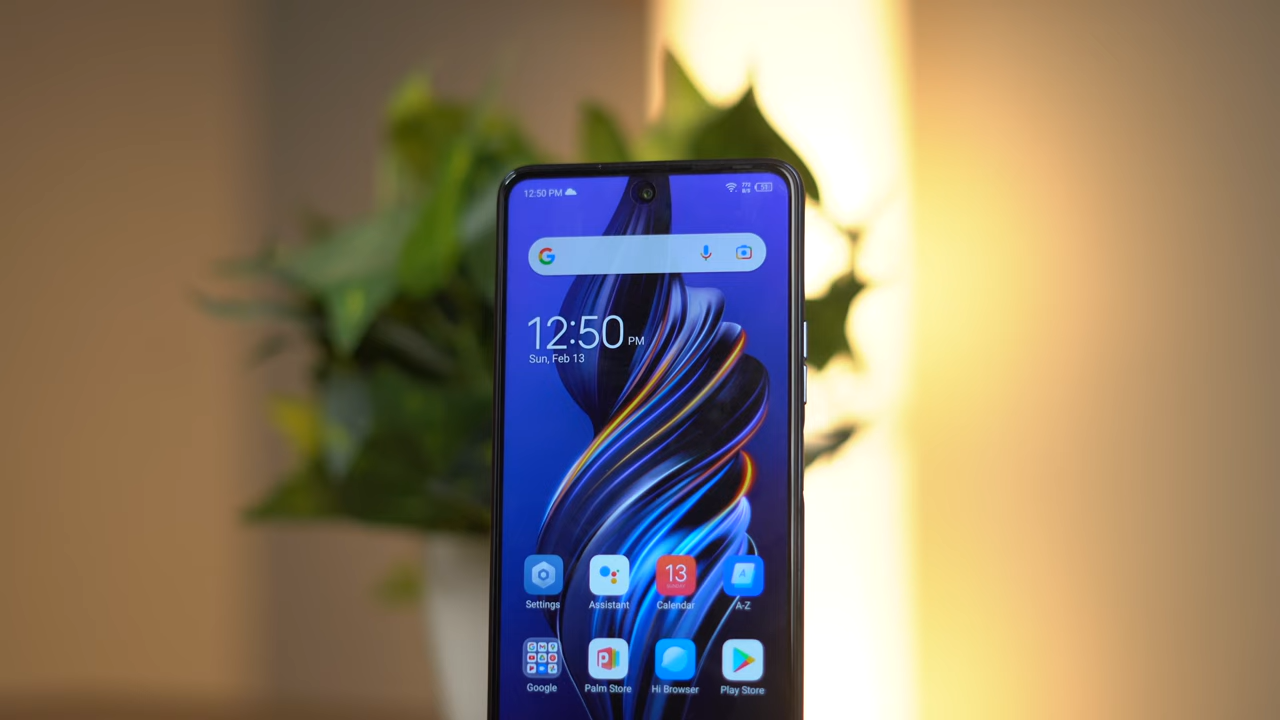 12:50 PM
53
12:50 PM
Sun, Feb 13
13
Settings
Assistant
Calendar
A-Z
Google
Palm Store
Hi Browser
Play Store